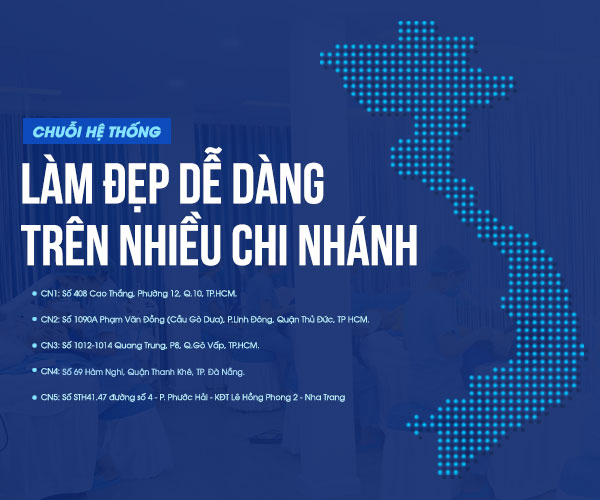 CHUỖI HỆ THỐNG
LÀM ĐẸP DỄ DÀNG
TRÊN NHIỀU CHI NHÁNH
CN1: Số 408 Cao Thắng, Phường 12, Q.10, TP.HCM.
CN2: Số 1090A Phạm Văn Đồng (Cầu Gò Dưa), P.Linh Đông, Quận Thủ Đức, TP HCM.
CN3: Số 1012-1014 Quang Trung, P8, Q.Gò Vấp, TP.HCM.
CN4: Số 69 Hàm Nghi, Quận Thanh Khê, TP. Đà Nẵng.
CN5: Số STH41.47 đường số 4 - P. Phước Hải - KĐT Lê Hồng Phong 2 - Nha Trang